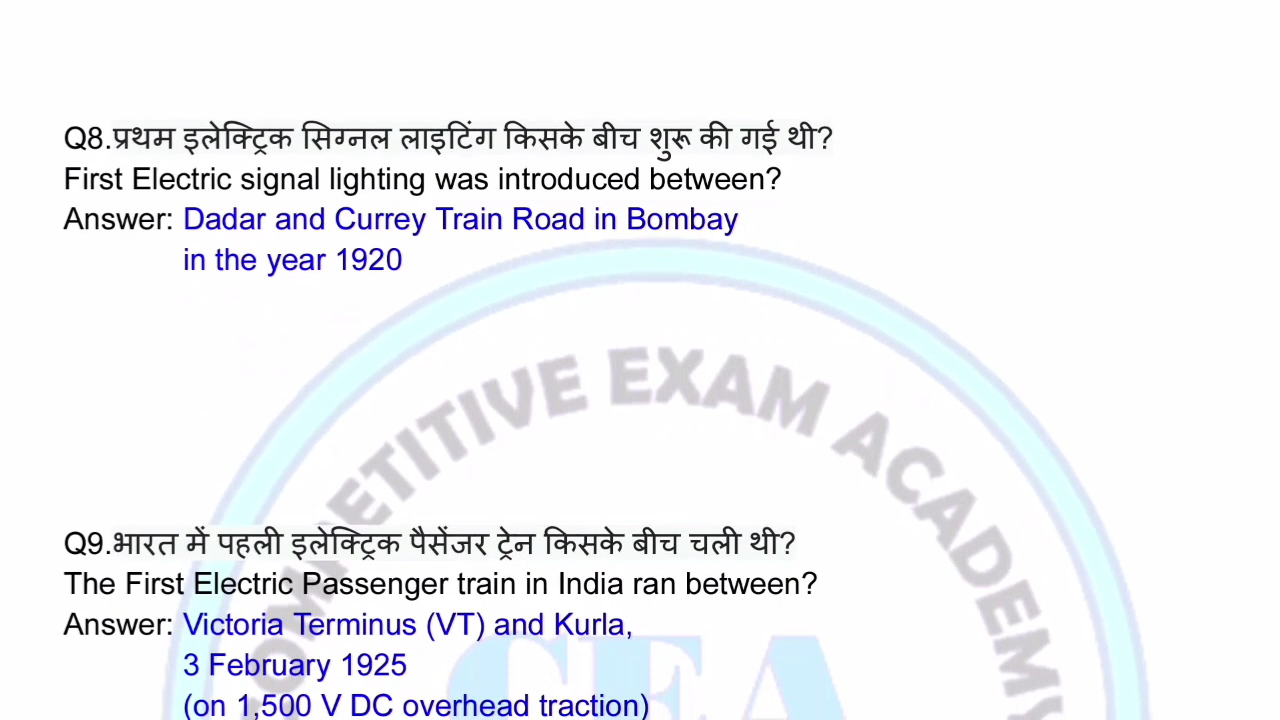 Q8.प्रथम इलेक्ट्रिक सिग्नल लाइटिंग किसके बीच शुरू की गई थी?
First Electric signal lighting was introduced between?
Answer: Dadar and Currey Train Road in Bombay
in the year 1920
COMPETITIVE EXAM ACADEMY
Q9.भारत में पहली इलेक्ट्रिक पैसेंजर ट्रेन किसके बीच चली थी?
The First Electric Passenger train in India ran between?
Answer: Victoria Terminus (VT) and Kurla,
3 February 1925
(on 1,500 V DC overhead traction)
CEA